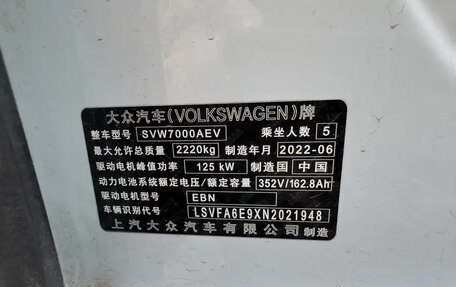 大众汽车(VOLKSWAGEN)牌
整车型号 SVW7000AEV 乘坐人数 5
最大允许总质量 2220kg 制造年月 2022-06
驱动电机峰值功率 125 kW 制造国 中国
动力电池系统额定电压/额定容量 352V/162.8Ah
驱动电机型号 EBN
车辆识别代号 LSVFA6E9XN2021948
上汽大众汽车有限公司 制造